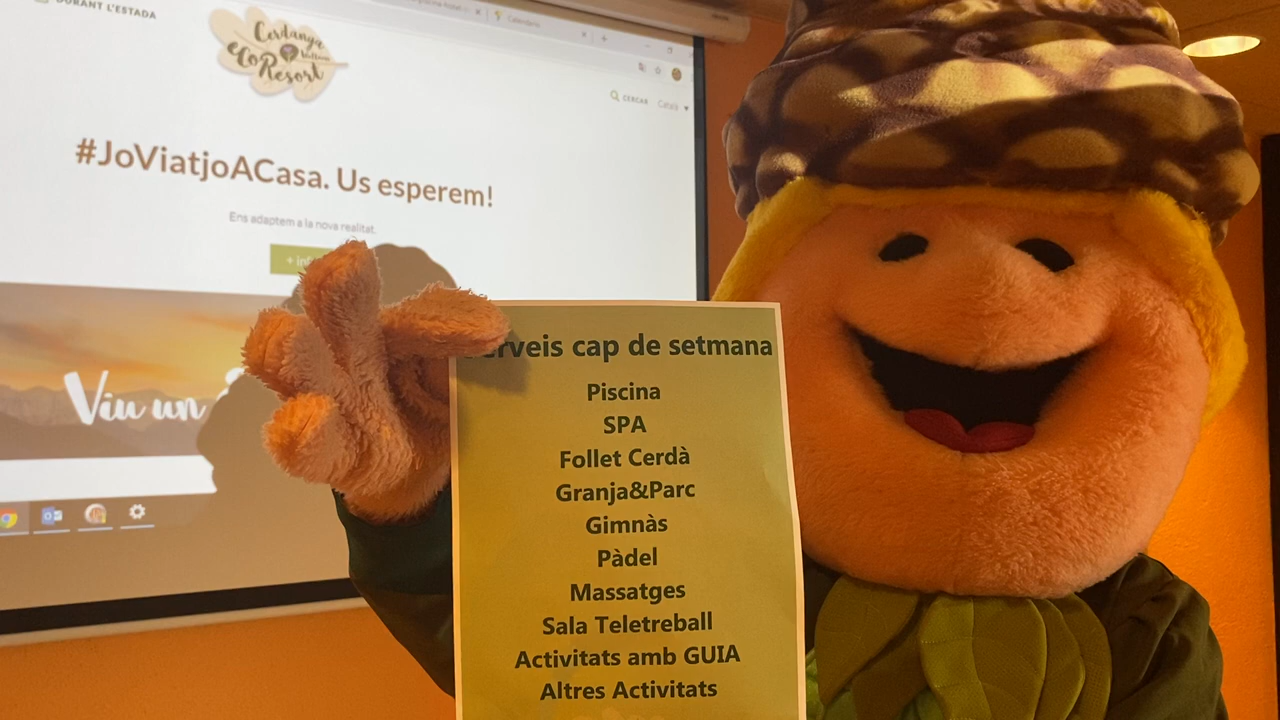 DURANT L'ESTADA
Calendario
Cerdanya
ecoResort
CERCAR Català
#JoViatjoACasa. Us esperem!
Ens adaptem a la nova realitat.
Viu un
cap de setmana
Piscina
SPA
Follet Cerdà
Granja&Parc
Gimnàs
Pàdel
Massatges
Sala Teletreball
Activitats amb GUIA
Altres Activitats